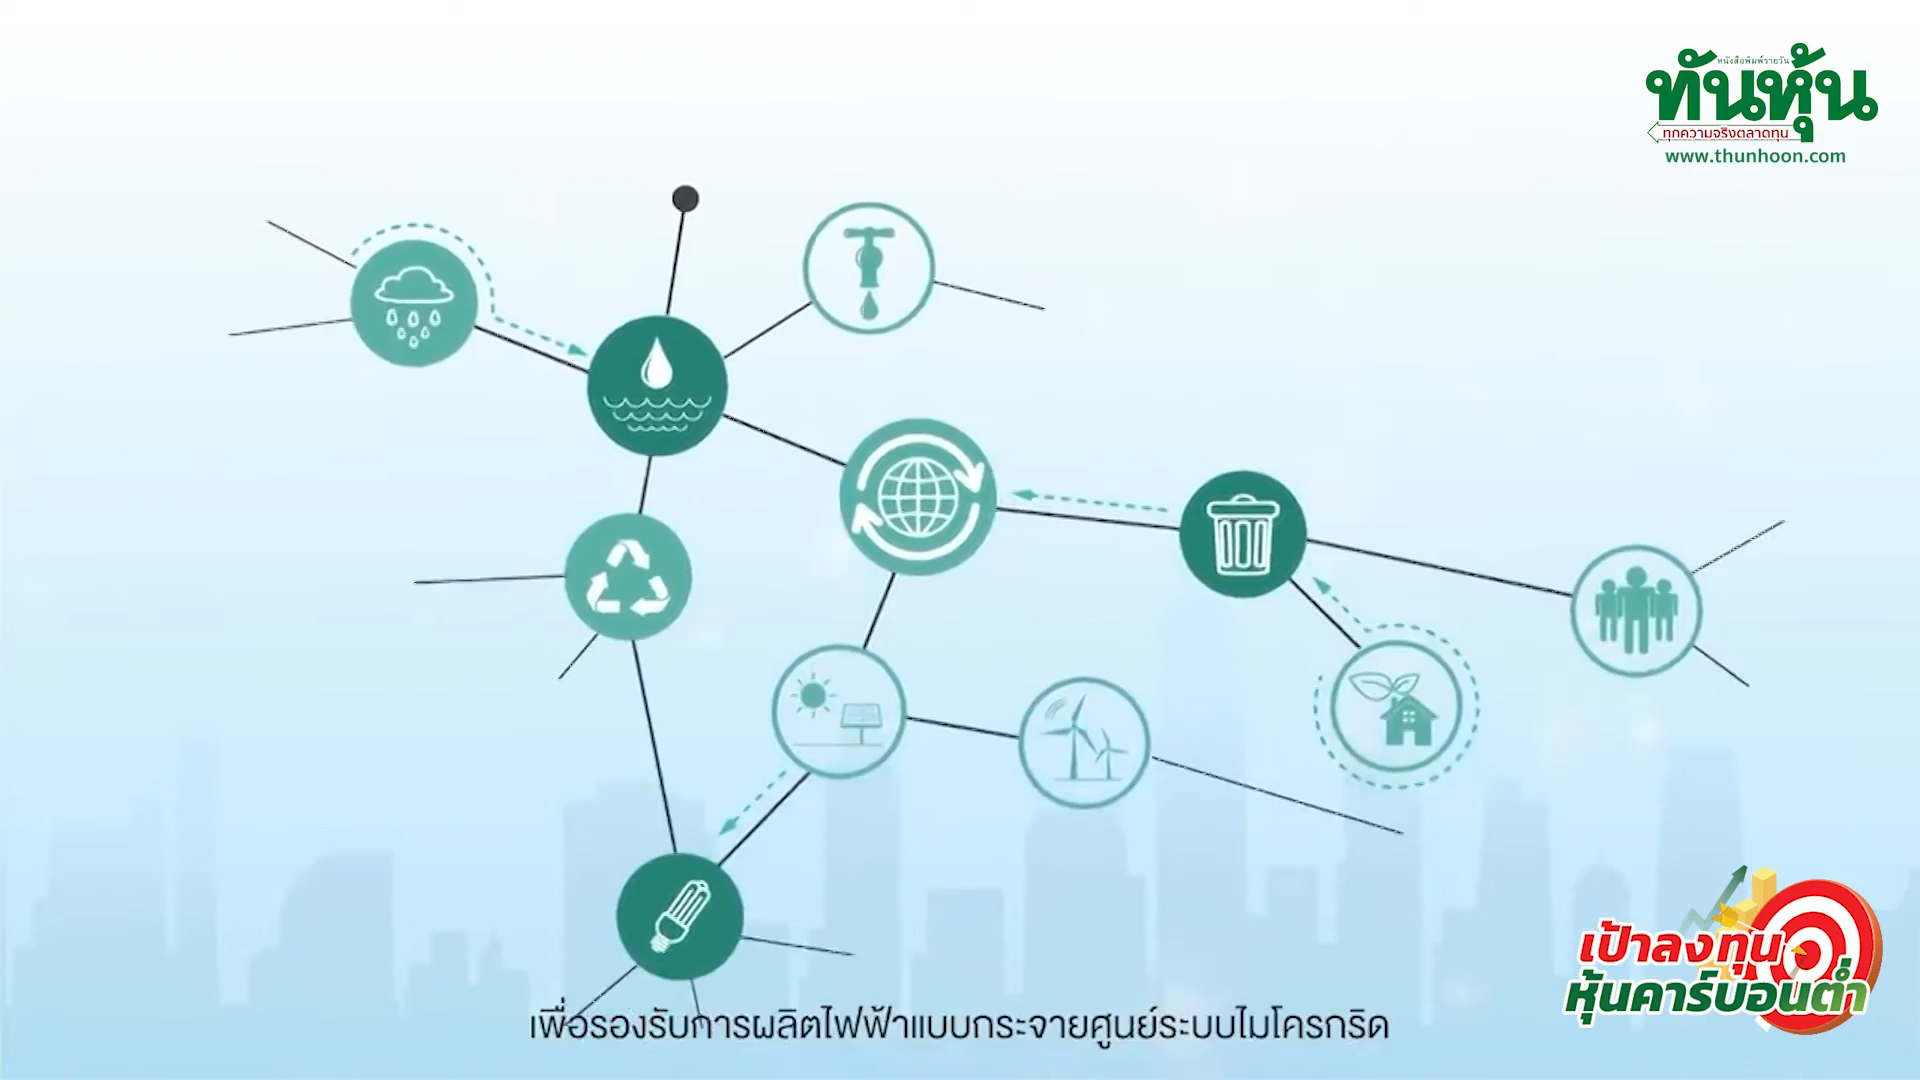 หนังสือพิมพ์รายวัน
ทันหุ้น
ทุกความจริงตลาดทุน
www.thunhoon.com
เป้าลงทุน
หุ้นคาร์บอนต่ำ
เพื่อรองรับการผลิตไฟฟ้าแบบกระจายศูนย์ระบบไมโครกริด